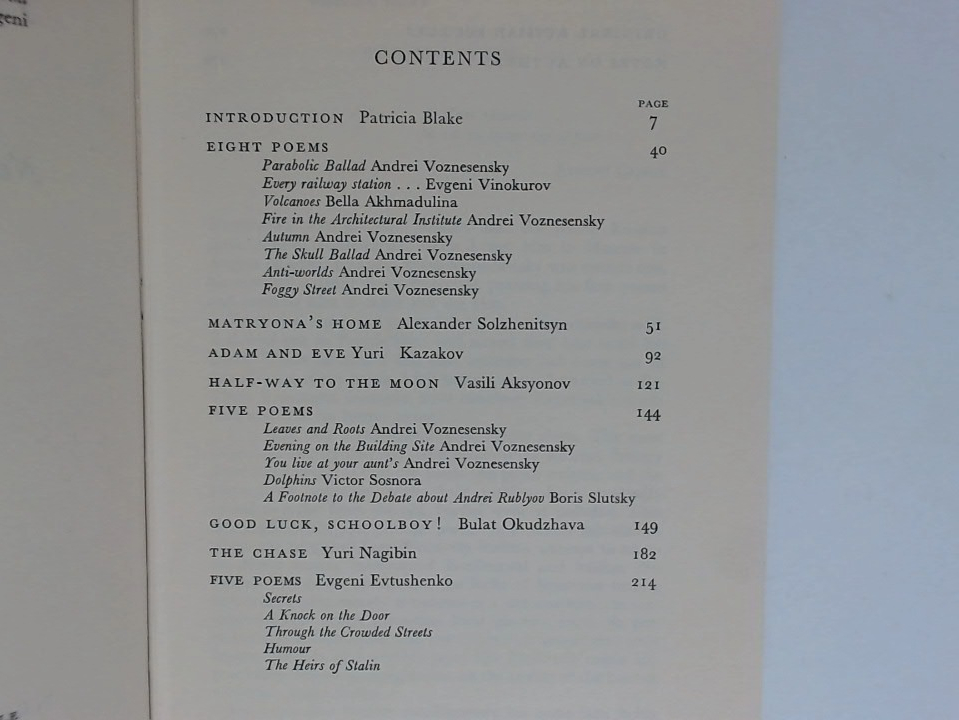 geni
CONTENTS
PAGE
INTRODUCTION Patricia Blake 7
EIGHT POEMS 40
Parabolic Ballad Andrei Voznesensky
Every railway station . . . Evgeni Vinokurov
Volcanoes Bella Akhmadulina
Fire in the Architectural Institute Andrei Voznesensky
Autumn Andrei Voznesensky
The Skull Ballad Andrei Voznesensky
Anti-worlds Andrei Voznesensky
Foggy Street Andrei Voznesensky
MATRYONA'S HOME Alexander Solzhenitsyn 51
ADAM AND EVE Yuri Kazakov 92
HALF-WAY TO THE MOON Vasili Aksyonov 121
FIVE POEMS 144
Leaves and Roots Andrei Voznesensky
Evening on the Building Site Andrei Voznesensky
You live at your aunt's Andrei Voznesensky
Dolphins Victor Sosnora
A Footnote to the Debate about Andrei Rublyov Boris Slutsky
GOOD LUCK, SCHOOLBOY! Bulat Okudzhava 149
THE CHASE Yuri Nagibin 182
FIVE POEMS Evgeni Evtushenko 214
Secrets
A Knock on the Door
Through the Crowded Streets
Humour
The Heirs of Stalin